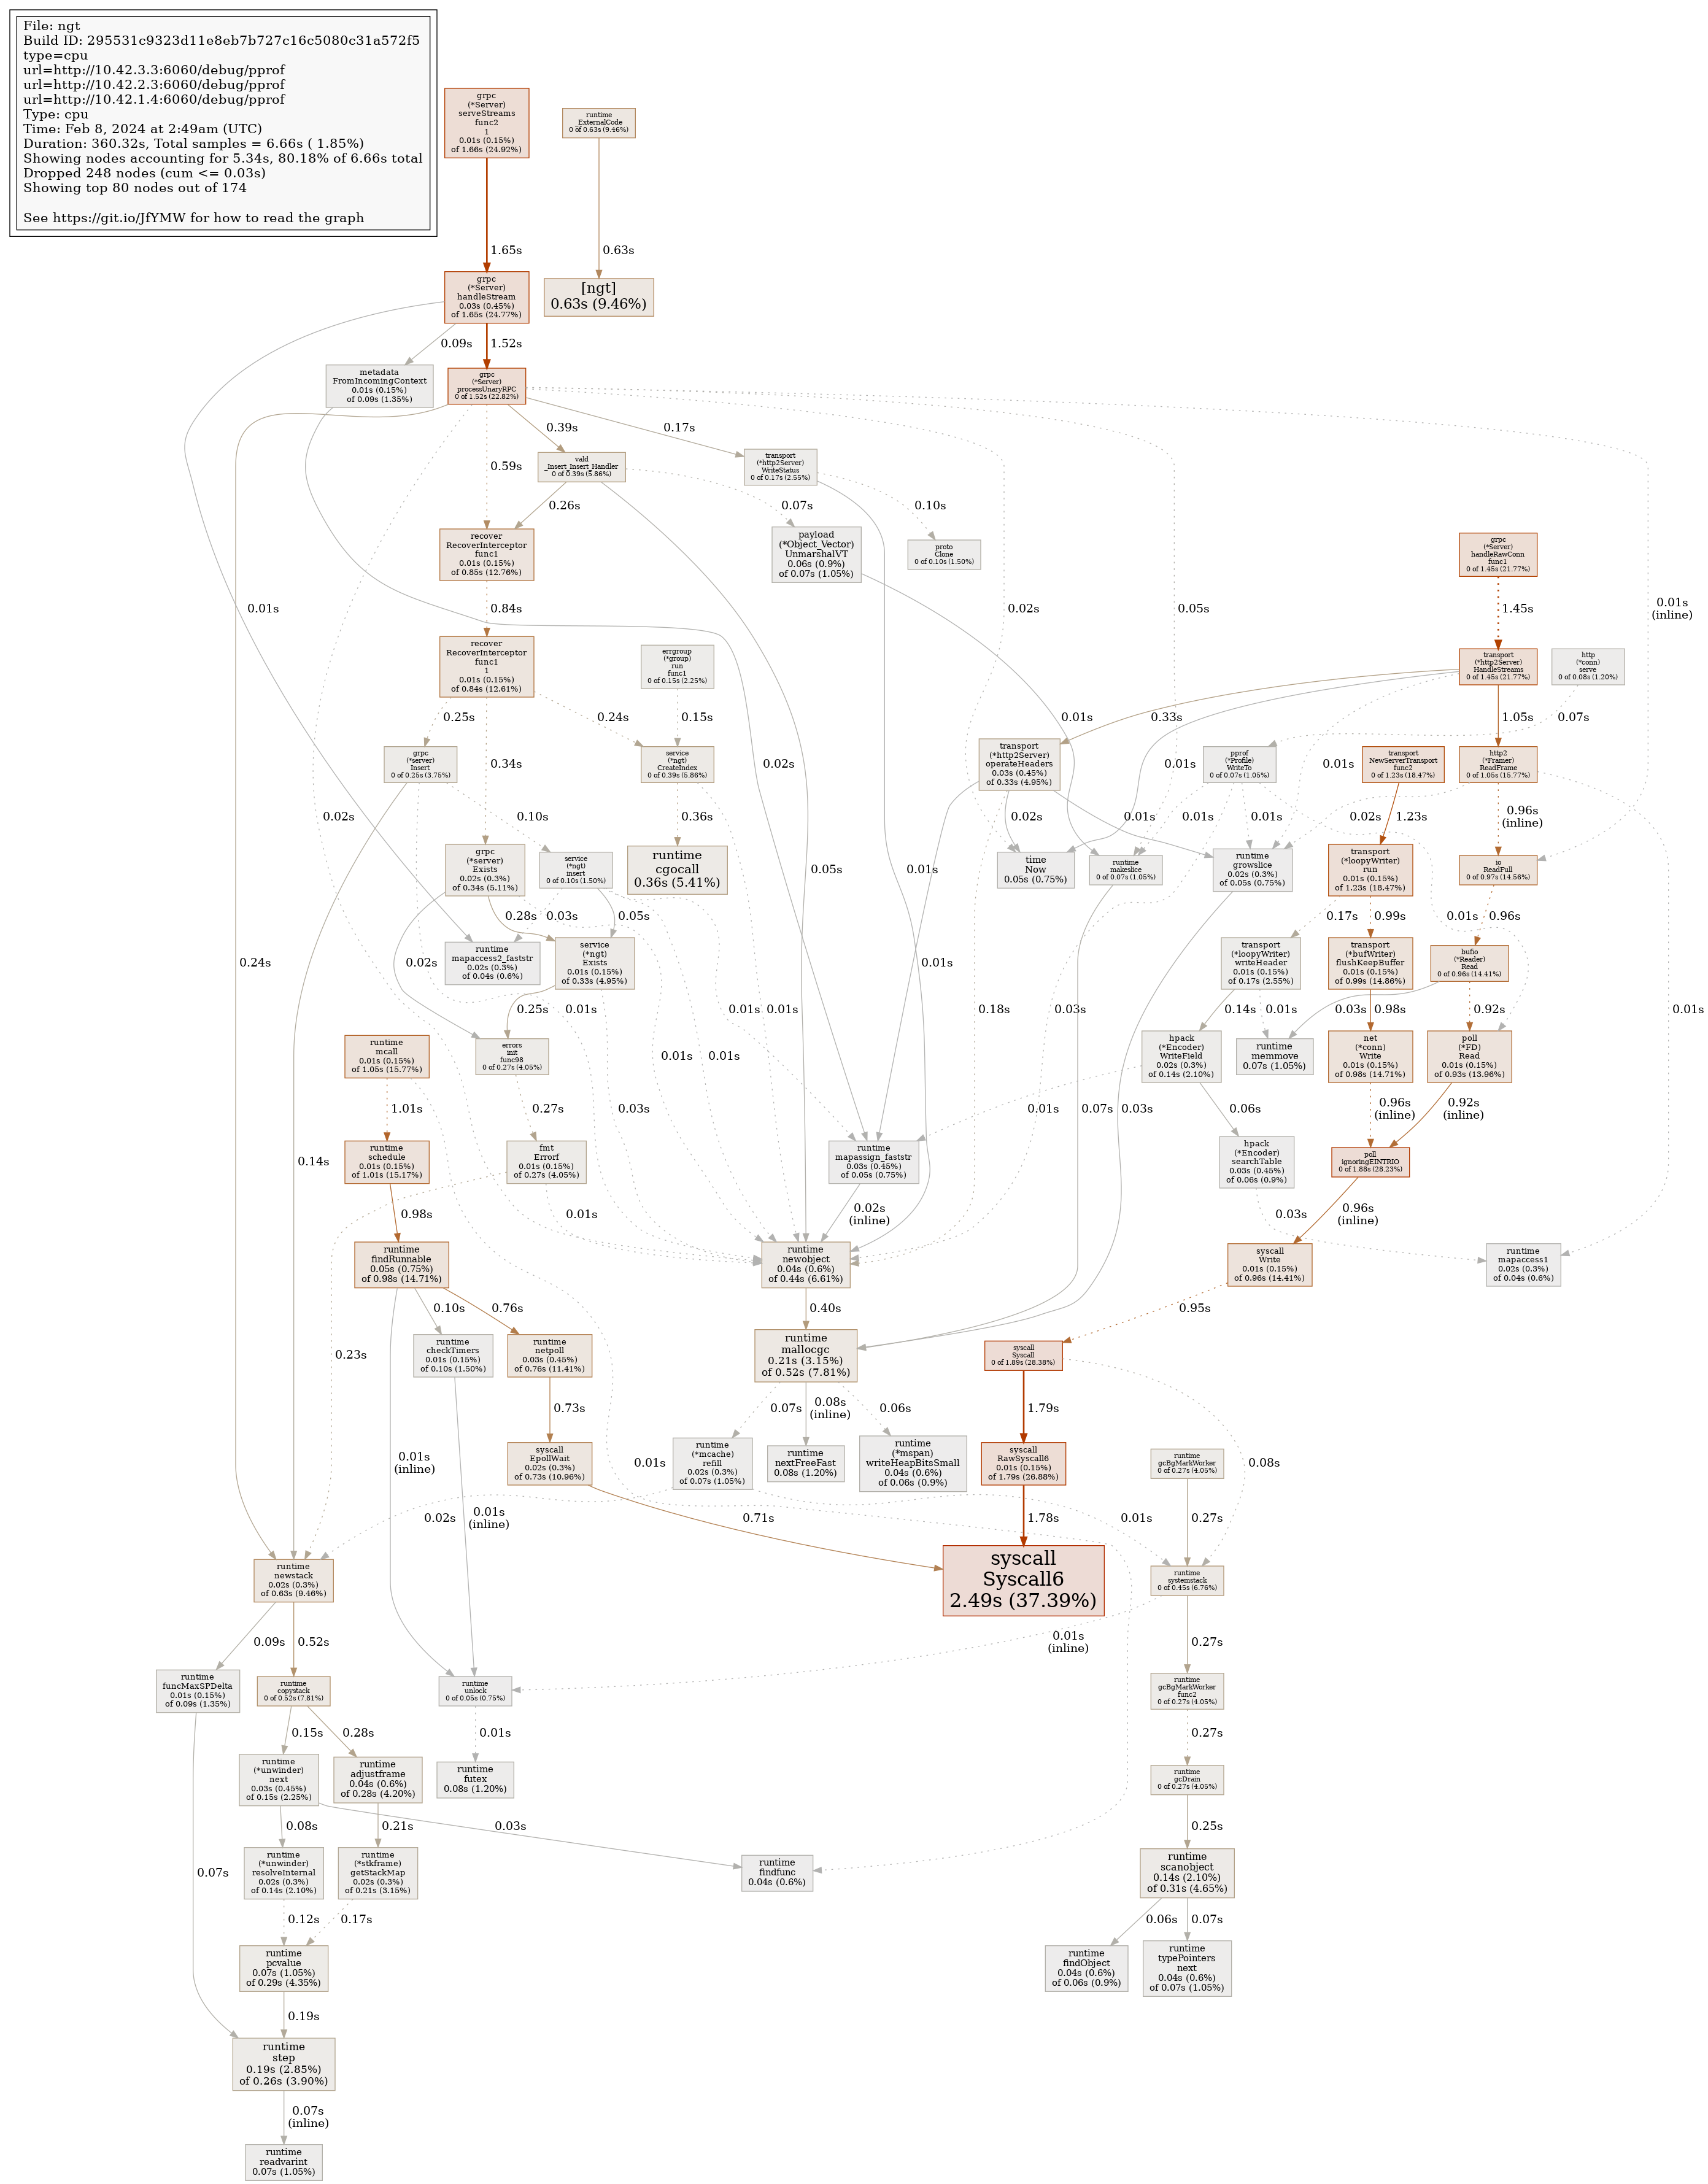 File: ngt
Build ID: 295531c9323d11e8eb7b727c16c5080c31a572f5
type=cpu
url=http://10.42.3.3:6060/debug/pprof
url=http://10.42.2.3:6060/debug/pprof
url=http://10.42.1.4:6060/debug/pprof
Type: cpu
Time: Feb 8, 2024 at 2:49am (UTC)
Duration: 360.32s, Total samples = 6.66s ( 1.85%)
Showing nodes accounting for 5.34s, 80.18% of 6.66s total
Dropped 248 nodes (cum <= 0.03s)
Showing top 80 nodes out of 174
See https://git.io/JfYMW for how to read the graph
grpc
(*Server)
serveStreams
func2
1
0.01s (0.15%)
of 1.66s (24.92%)
runtime
_ExternalCode
0 of 0.63s (9.46%)
1.65s
0.63s
grpc
(*Server)
handleStream
0.03s (0.45%)
of 1.65s (24.77%)
[ngt]
0.63s (9.46%)
0.09s
1.52s
metadata
FromIncomingContext
0.01s (0.15%)
of 0.09s (1.35%)
grpc
(*Server)
processUnaryRPC
0 of 1.52s (22.82%)
0.39s
0.17s
0.59s
vald
_Insert_Insert_Handler
0 of 0.39s (5.86%)
transport
(*http2Server)
WriteStatus
0 of 0.17s (2.55%)
0.26s
0.07s
0.10s
recover
RecoverInterceptor
func1
0.01s (0.15%)
of 0.85s (12.76%)
payload
(*Object_Vector)
UnmarshalVT
0.06s (0.9%)
of 0.07s (1.05%)
proto
Clone
0 of 0.10s (1.50%)
grpc
(*Server)
handleRawConn
func1
0 of 1.45s (21.77%)
0.01s
0.84s
0.02s
0.05s
1.45s
0.01s
(inline)
recover
RecoverInterceptor
func1
1
0.01s (0.15%)
of 0.84s (12.61%)
errgroup
(*group)
run
func1
0 of 0.15s (2.25%)
transport
(*http2Server)
HandleStreams
0 of 1.45s (21.77%)
http
(*conn)
serve
0 of 0.08s (1.20%)
0.25s
0.24s
0.15s
0.01s
0.33s
1.05s
0.07s
grpc
(*server)
Insert
0 of 0.25s (3.75%)
0.34s
service
(*ngt)
CreateIndex
0 of 0.39s (5.86%)
0.02s
transport
(*http2Server)
operateHeaders
0.03s (0.45%)
of 0.33s (4.95%)
0.01s
pprof
(*Profile)
WriteTo
0 of 0.07s (1.05%)
0.01s
transport
NewServerTransport
func2
0 of 1.23s (18.47%)
http2
(*Framer)
ReadFrame
0 of 1.05s (15.77%)
0.02s
0.10s
0.36s
0.02s
0.01s
0.01s
0.01s
0.02s
1.23s
0.96s
(inline)
grpc
(*server)
Exists
0.02s (0.3%)
of 0.34s (5.11%)
service
(*ngt)
insert
0 of 0.10s (1.50%)
runtime
cgocall
0.36s (5.41%)
0.05s
0.01s
time
Now
0.05s (0.75%)
runtime
makeslice
0 of 0.07s (1.05%)
runtime
growslice
0.02s (0.3%)
of 0.05s (0.75%)
transport
(*loopyWriter)
run
0.01s (0.15%)
of 1.23s (18.47%)
io
ReadFull
0 of 0.97s (14.56%)
0.28s
0.03s
0.05s
0.17s
0.99s
0.01s
0.96s
0.24s
0.02s
runtime
mapaccess2_faststr
0.02s (0.3%)
of 0.04s (0.6%)
service
(*ngt)
Exists
0.01s (0.15%)
of 0.33s (4.95%)
0.01s
transport
(*loopyWriter)
writeHeader
0.01s (0.15%)
of 0.17s (2.55%)
transport
(*bufWriter)
flushKeepBuffer
0.01s (0.15%)
of 0.99s (14.86%)
bufio
(*Reader)
Read
0 of 0.96s (14.41%)
0.25s
0.01s
0.01s
0.01s
0.18s
0.03s
0.14s
0.01s
0.03s
0.98s
0.92s
0.01s
runtime
mcall
0.01s (0.15%)
of 1.05s (15.77%)
errors
init
func98
0 of 0.27s (4.05%)
0.01s
0.01s
hpack
(*Encoder)
WriteField
0.02s (0.3%)
of 0.14s (2.10%)
runtime
memmove
0.07s (1.05%)
net
(*conn)
Write
0.01s (0.15%)
of 0.98s (14.71%)
poll
(*FD)
Read
0.01s (0.15%)
of 0.93s (13.96%)
1.01s
0.27s
0.03s
0.07s
0.03s
0.01s
0.06s
0.96s
(inline)
0.92s
(inline)
0.14s
runtime
schedule
0.01s (0.15%)
of 1.01s (15.17%)
fmt
Errorf
0.01s (0.15%)
of 0.27s (4.05%)
runtime
mapassign_faststr
0.03s (0.45%)
of 0.05s (0.75%)
hpack
(*Encoder)
searchTable
0.03s (0.45%)
of 0.06s (0.9%)
poll
ignoringEINTRIO
0 of 1.88s (28.23%)
0.98s
0.01s
0.02s
(inline)
0.03s
0.96s
(inline)
runtime
findRunnable
0.05s (0.75%)
of 0.98s (14.71%)
runtime
newobject
0.04s (0.6%)
of 0.44s (6.61%)
syscall
Write
0.01s (0.15%)
of 0.96s (14.41%)
runtime
mapaccess1
0.02s (0.3%)
of 0.04s (0.6%)
0.10s
0.76s
0.40s
0.95s
0.23s
runtime
checkTimers
0.01s (0.15%)
of 0.10s (1.50%)
runtime
netpoll
0.03s (0.45%)
of 0.76s (11.41%)
runtime
mallocgc
0.21s (3.15%)
of 0.52s (7.81%)
syscall
Syscall
0 of 1.89s (28.38%)
0.73s
0.07s
0.08s
(inline)
0.06s
1.79s
0.01s
(inline)
syscall
EpollWait
0.02s (0.3%)
of 0.73s (10.96%)
0.01s
runtime
(*mcache)
refill
0.02s (0.3%)
of 0.07s (1.05%)
runtime
nextFreeFast
0.08s (1.20%)
runtime
(*mspan)
writeHeapBitsSmall
0.04s (0.6%)
of 0.06s (0.9%)
syscall
RawSyscall6
0.01s (0.15%)
of 1.79s (26.88%)
runtime
gcBgMarkWorker
0 of 0.27s (4.05%)
0.08s
0.02s
0.01s
(inline)
0.71s
1.78s
0.01s
0.27s
runtime
newstack
0.02s (0.3%)
of 0.63s (9.46%)
syscall
Syscall6
2.49s (37.39%)
runtime
systemstack
0 of 0.45s (6.76%)
0.09s
0.52s
0.01s
(inline)
0.27s
runtime
funcMaxSPDelta
0.01s (0.15%)
of 0.09s (1.35%)
runtime
copystack
0 of 0.52s (7.81%)
runtime
unlock
0 of 0.05s (0.75%)
runtime
gcBgMarkWorker
func2
0 of 0.27s (4.05%)
0.15s
0.28s
0.01s
0.27s
runtime
(*unwinder)
next
0.03s (0.45%)
of 0.15s (2.25%)
runtime
adjustframe
0.04s (0.6%)
of 0.28s (4.20%)
runtime
futex
0.08s (1.20%)
runtime
gcDrain
0 of 0.27s (4.05%)
0.08s
0.21s
0.03s
0.25s
0.07s
runtime
(*unwinder)
resolveInternal
0.02s (0.3%)
of 0.14s (2.10%)
runtime
(*stkframe)
getStackMap
0.02s (0.3%)
of 0.21s (3.15%)
runtime
findfunc
0.04s (0.6%)
runtime
scanobject
0.14s (2.10%)
of 0.31s (4.65%)
0.12s
0.17s
0.06s
0.07s
runtime
pcvalue
0.07s (1.05%)
of 0.29s (4.35%)
runtime
findObject
0.04s (0.6%)
of 0.06s (0.9%)
runtime
typePointers
next
0.04s (0.6%)
of 0.07s (1.05%)
0.19s
runtime
step
0.19s (2.85%)
of 0.26s (3.90%)
0.07s
(inline)
runtime
readvarint
0.07s (1.05%)